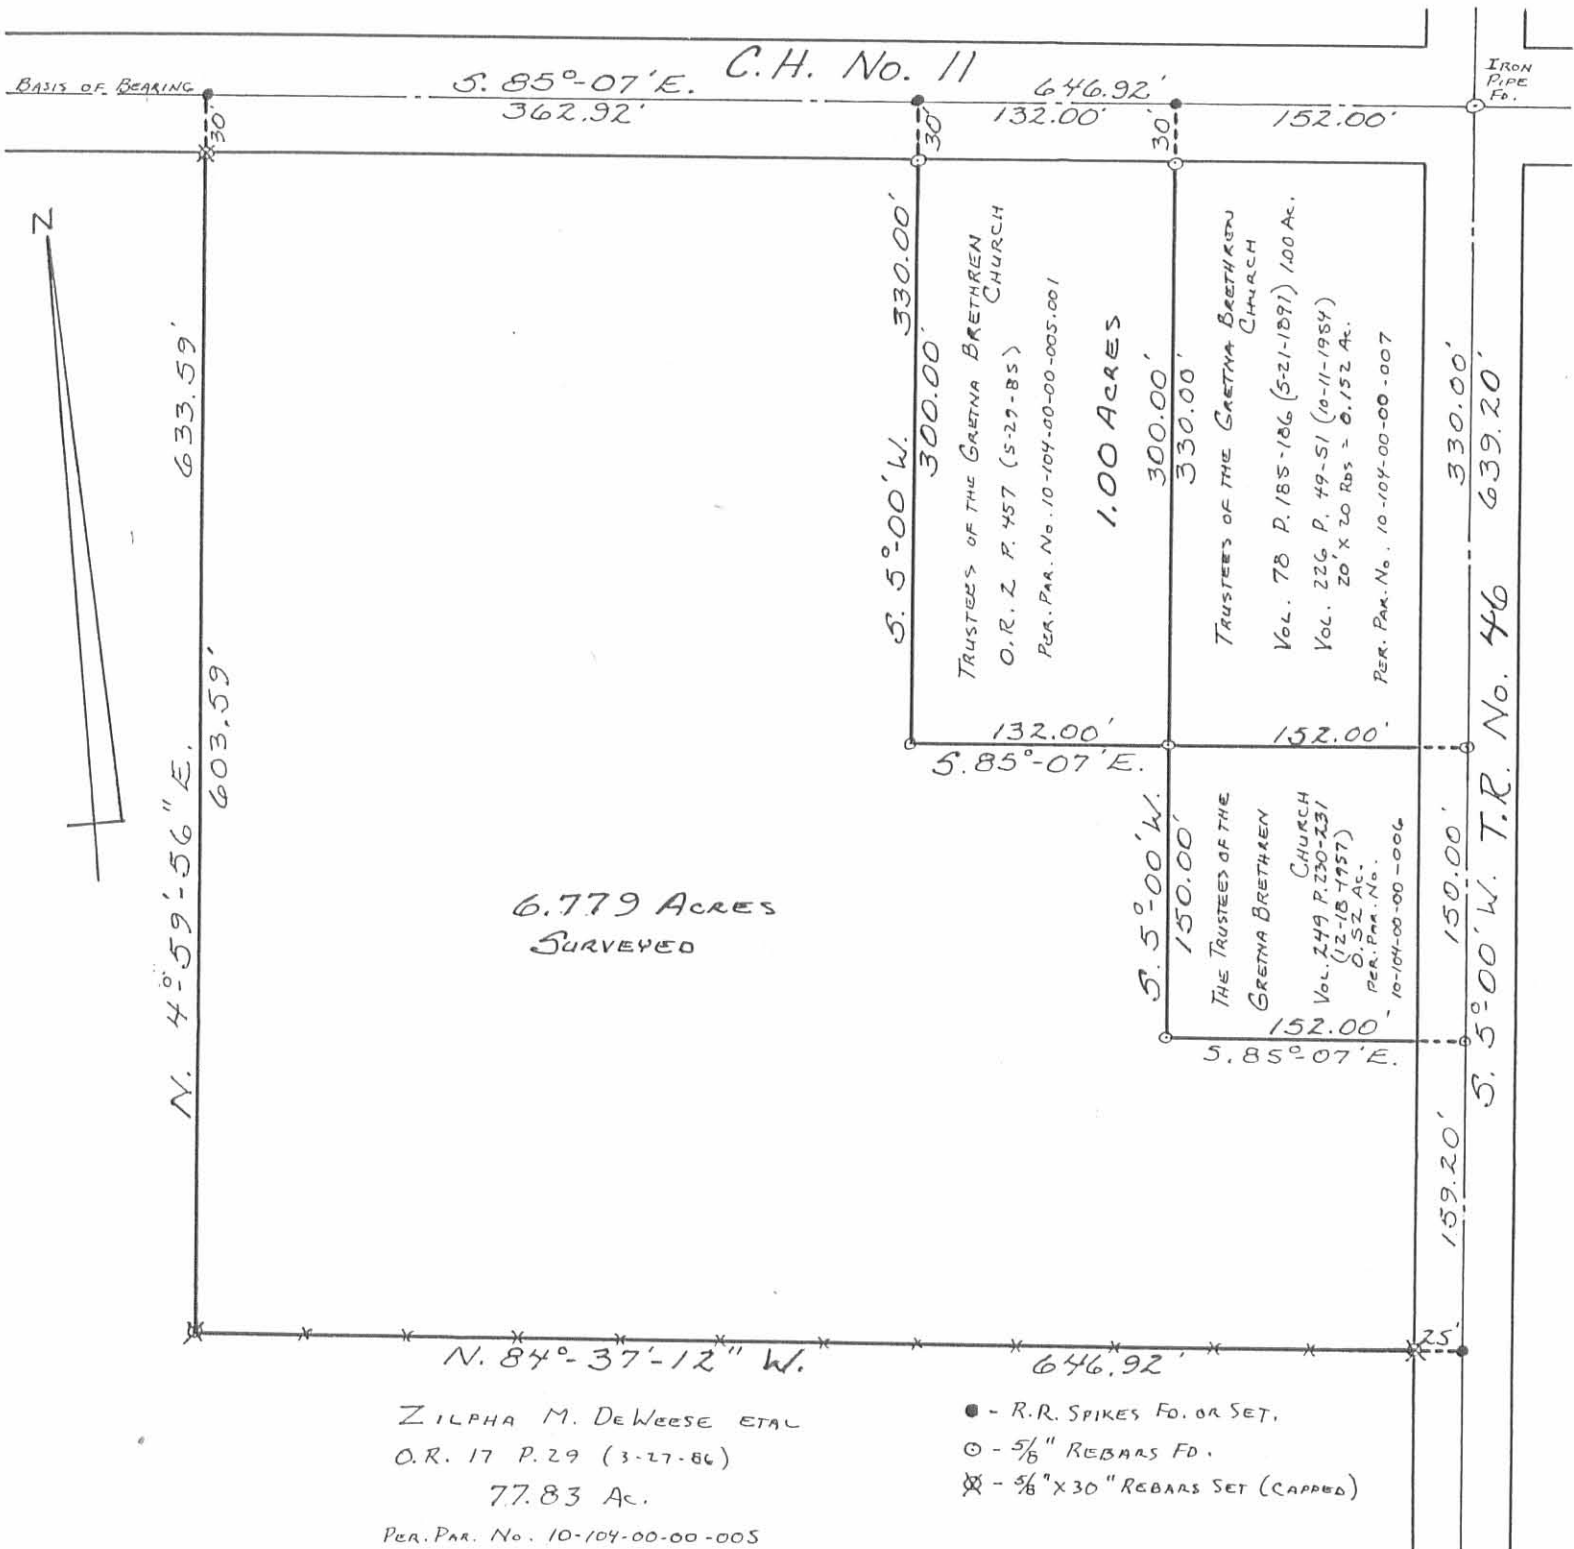 C.H. No. 11
BASIS OF BEARING
S. 85°-07' E.
646.92'
IRON
PIPE
FD.
362.92'
132.00'
152.00'
30'
30'
30'
N
N. 4°-59'-56" E.
633.59'
603.59'
S. 5°-00' W.
330.00'
300.00'
TRUSTEES OF THE GRETNA BRETHREN
CHURCH
O.R. 2 P. 457 (5-29-85)
PER. PAR. No. 10-104-00-00-005.001
1.00 ACRES
300.00'
330.00'
TRUSTEES OF THE GRETNA BRETHREN
CHURCH
VOL. 78 P. 185-186 (5-21-1897) 1.00 AC.
VOL. 226 P. 49-51 (10-11-1954)
20' X 20 RDS = 0.152 AC.
PER. PAR. No. 10-104-00-00-007
330.00'
639.20'
132.00'
S. 85°-07' E.
152.00'
S. 5°-00' W.
150.00'
THE TRUSTEES OF THE
GRETNA BRETHREN
CHURCH
VOL. 249 P. 230-231
(12-18-1957)
0.52 AC.
PER. PAR. No.
10-104-00-00-006
150.00'
S. 5°-00' W. T.R. No. 46
152.00'
S. 85°-07' E.
6.779 ACRES
SURVEYED
159.20'
25'
N. 84°-37'-12" W.
646.92'
ZILPHA M. DEWEESE ETAL
O.R. 17 P. 29 (3-27-86)
77.83 AC.
PER. PAR. No. 10-104-00-00-005
● - R.R. SPIKES FD. OR SET.
⊙ - 5/8" REBARS FD.
- 5/8" X 30" REBARS SET (CAPPED)